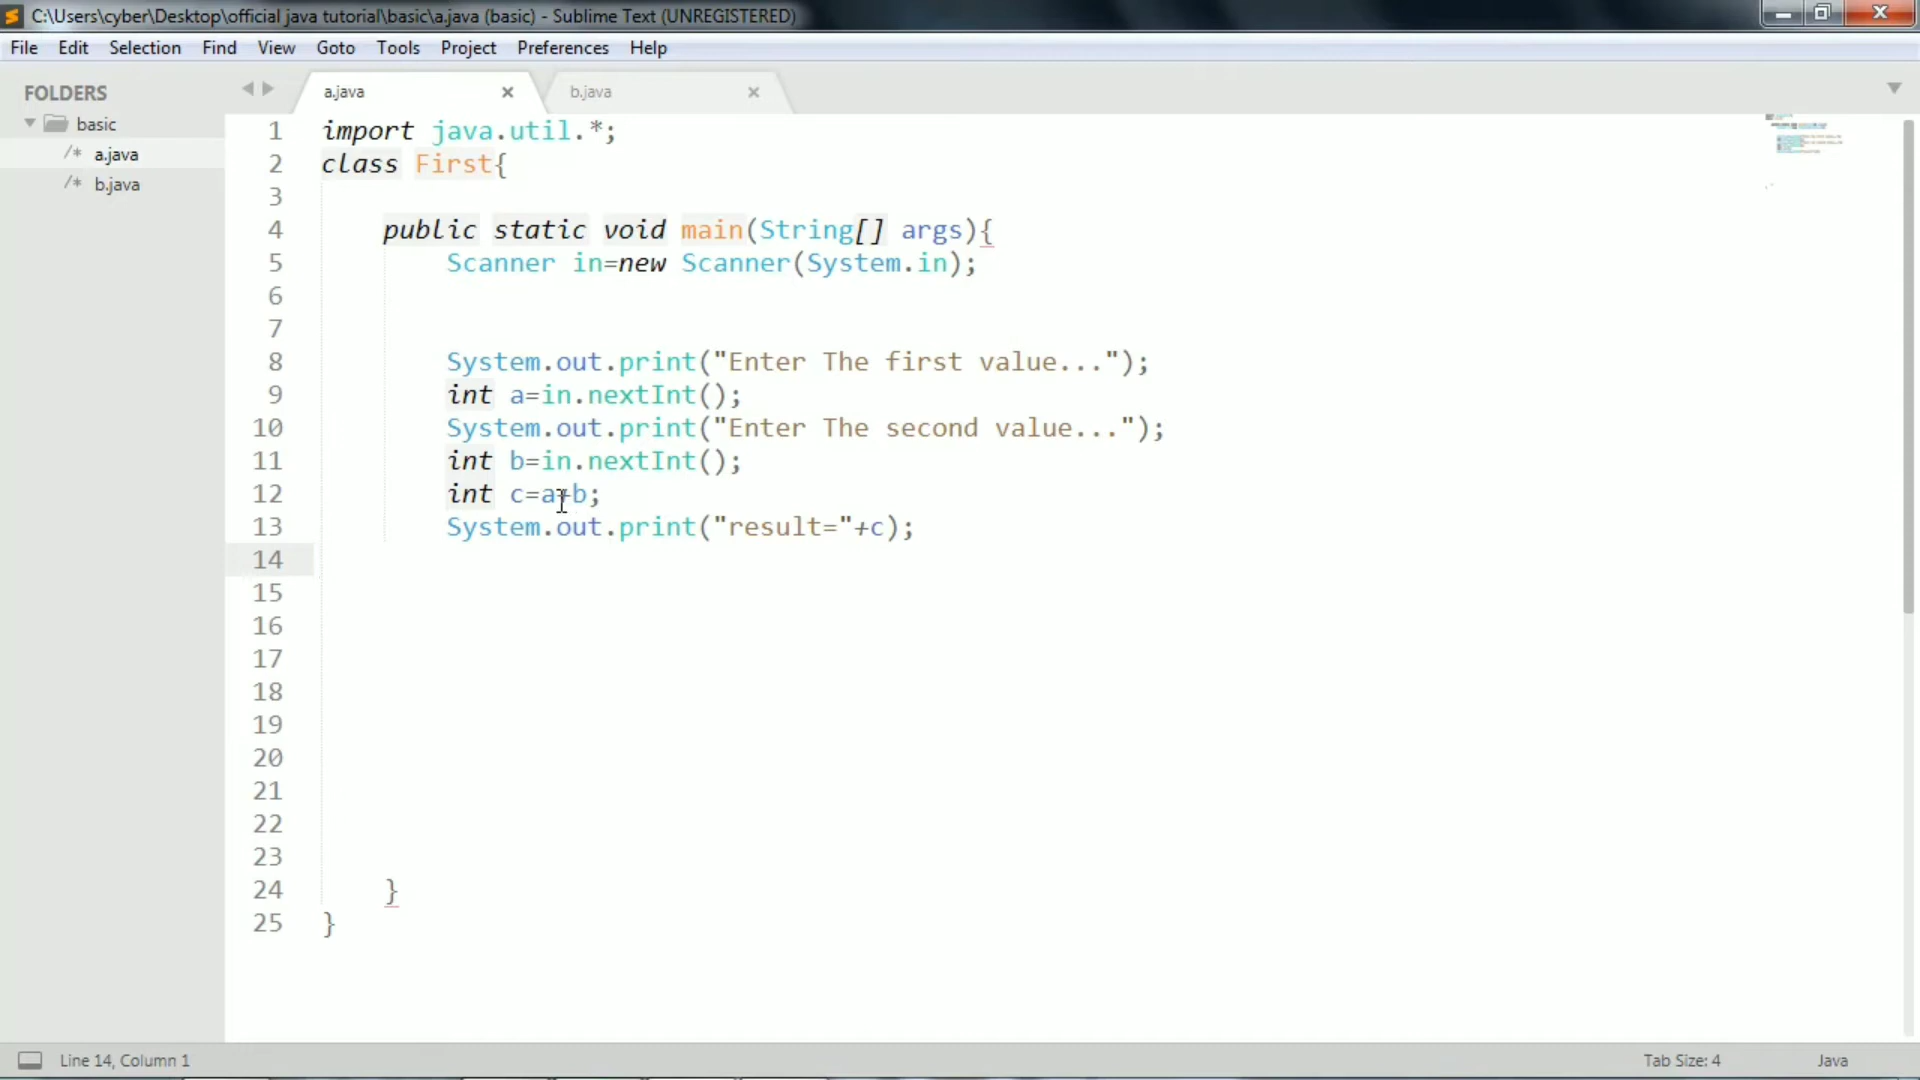 C:\Users\cyber\Desktop\official java tutorial\basic\a.java (basic) - Sublime Text (UNREGISTERED)
File Edit Selection Find View Goto Tools Project Preferences Help
FOLDERS
basic
/* a.java
/* b.java
a.java b.java
1 import java.util.*;
2 class First{
3
4 public static void main(String[] args){
5 Scanner in=new Scanner(System.in);
6
7
8 System.out.print("Enter The first value...");
9 int a=in.nextInt();
10 System.out.print("Enter The second value...");
11 int b=in.nextInt();
12 int c=a+b;
13 System.out.print("result="+c);
14
15
16
17
18
19
20
21
22
23
24 }
25 }
Line 14, Column 1 Tab Size: 4 Java